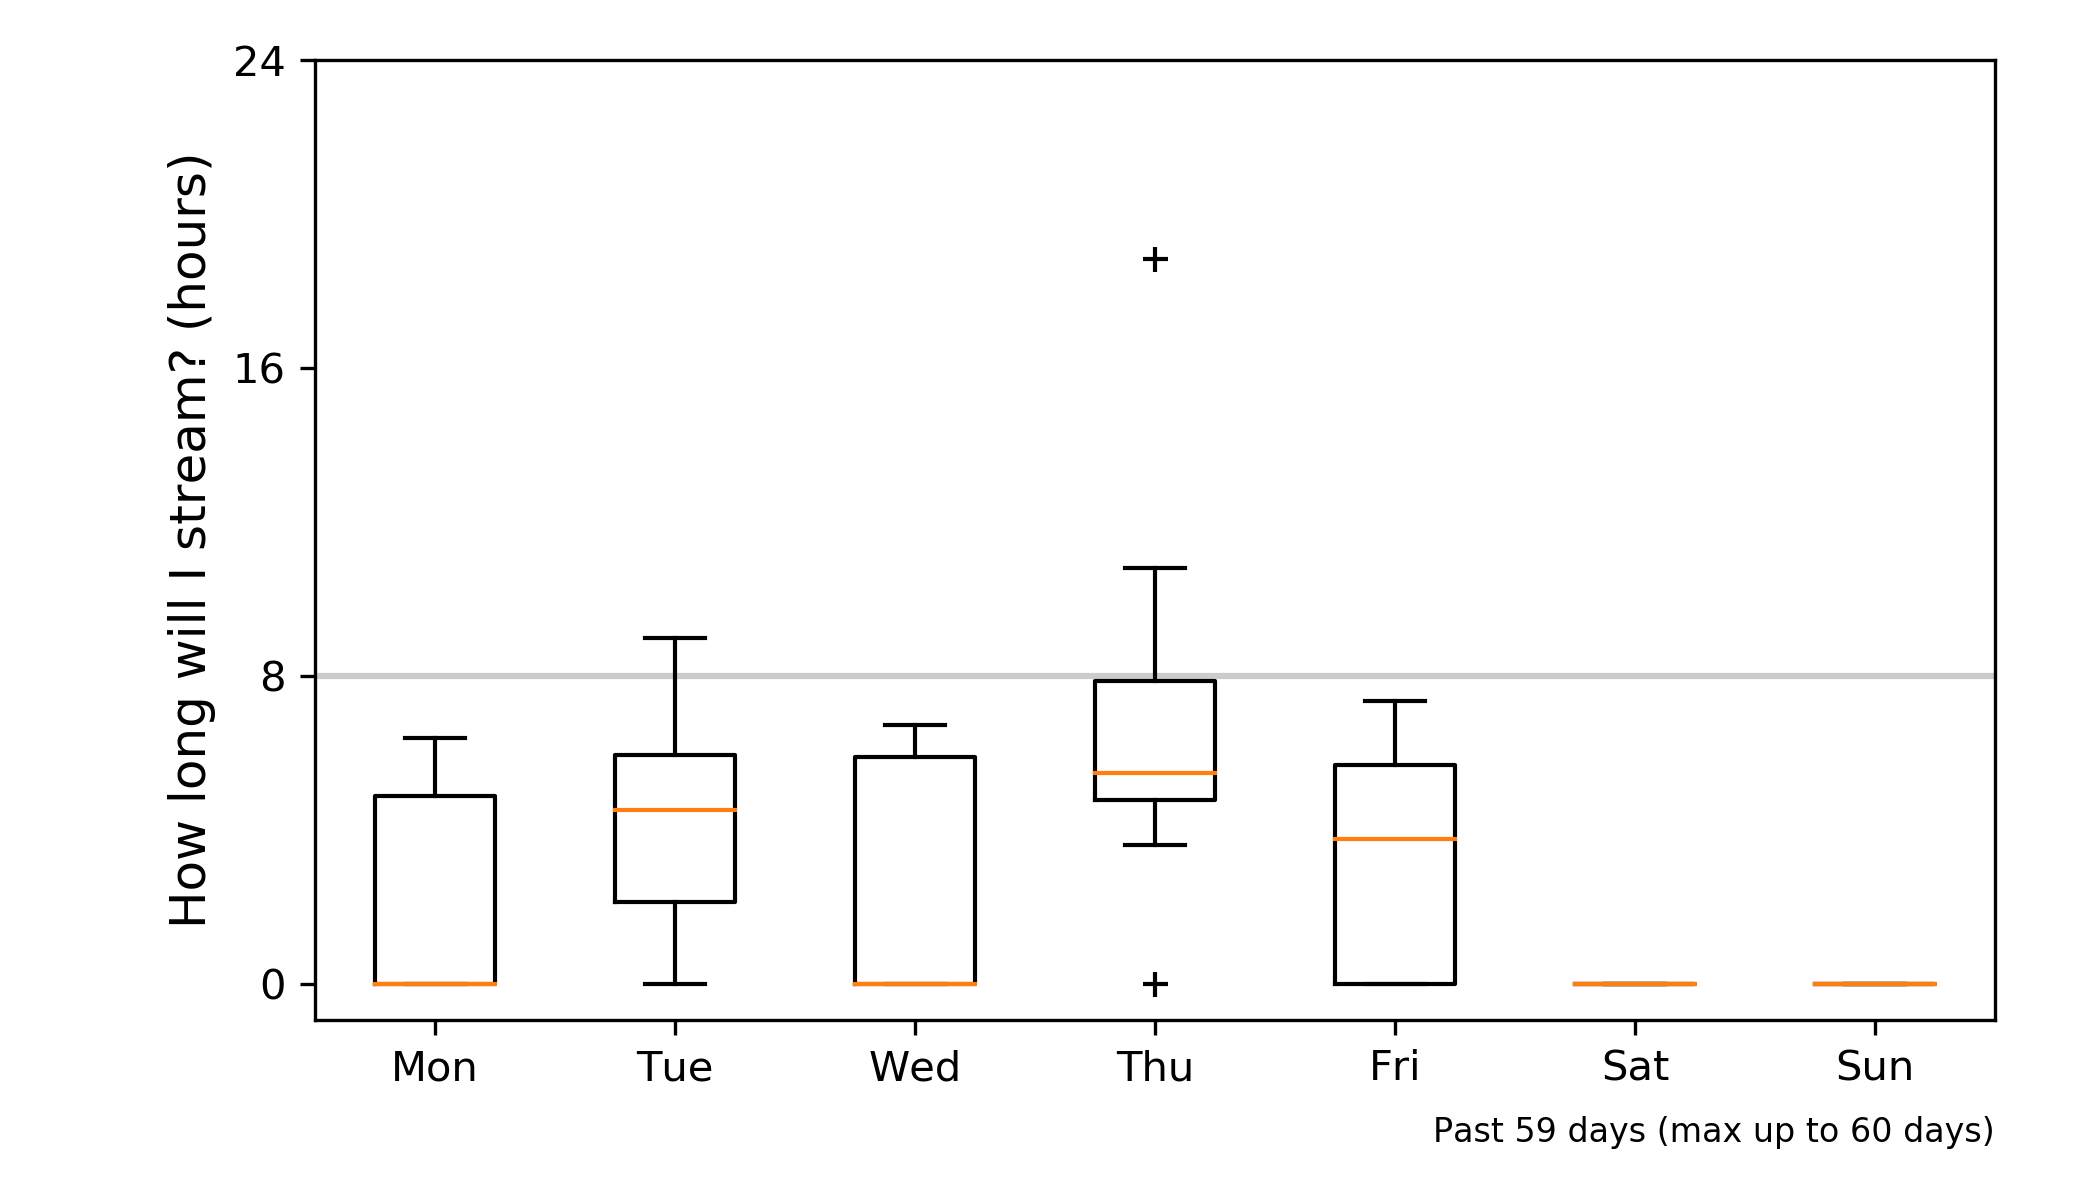 How long will I stream? (hours)
24
16
8
0
Mon Tue Wed Thu Fri Sat Sun
Past 59 days (max up to 60 days)